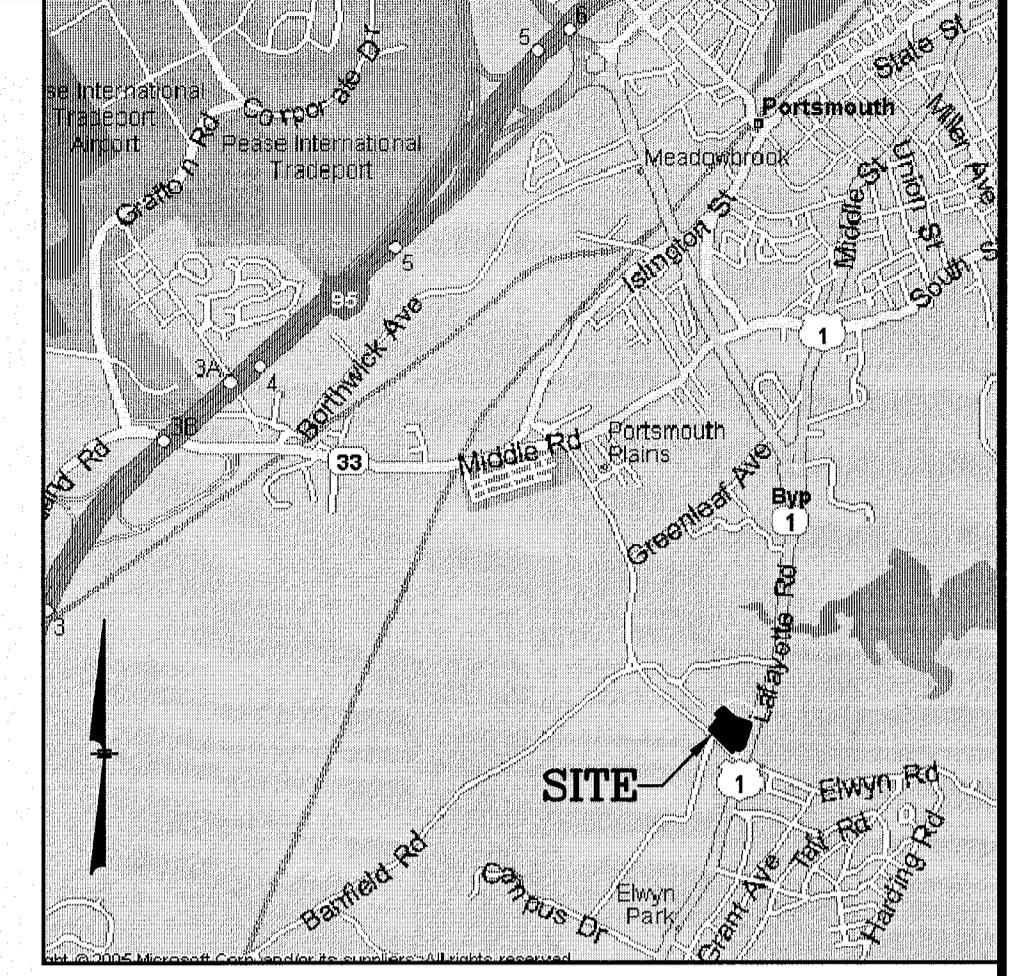 6
5
State St
Corporate Dr
se International
Tradeport
Airport
Portsmouth
Miller Ave
Grafton Rd
Pease International
Tradeport
Meadowbrook
Union St
Middle St
Islington St
South St
5
95
1
Borthwick Ave
3A
4
3B
33
Middle Rd
Portsmouth
Plains
Greenleaf Ave
Byp
1
Rd
3
Lafayette Rd
SITE
1
Elwyn Rd
Taft Rd
Harding Rd
Banfield Rd
Campus Dr
Elwyn
Park
Grant Ave
ght © 2005 Microsoft Corp and/or its suppliers. All rights reserved.